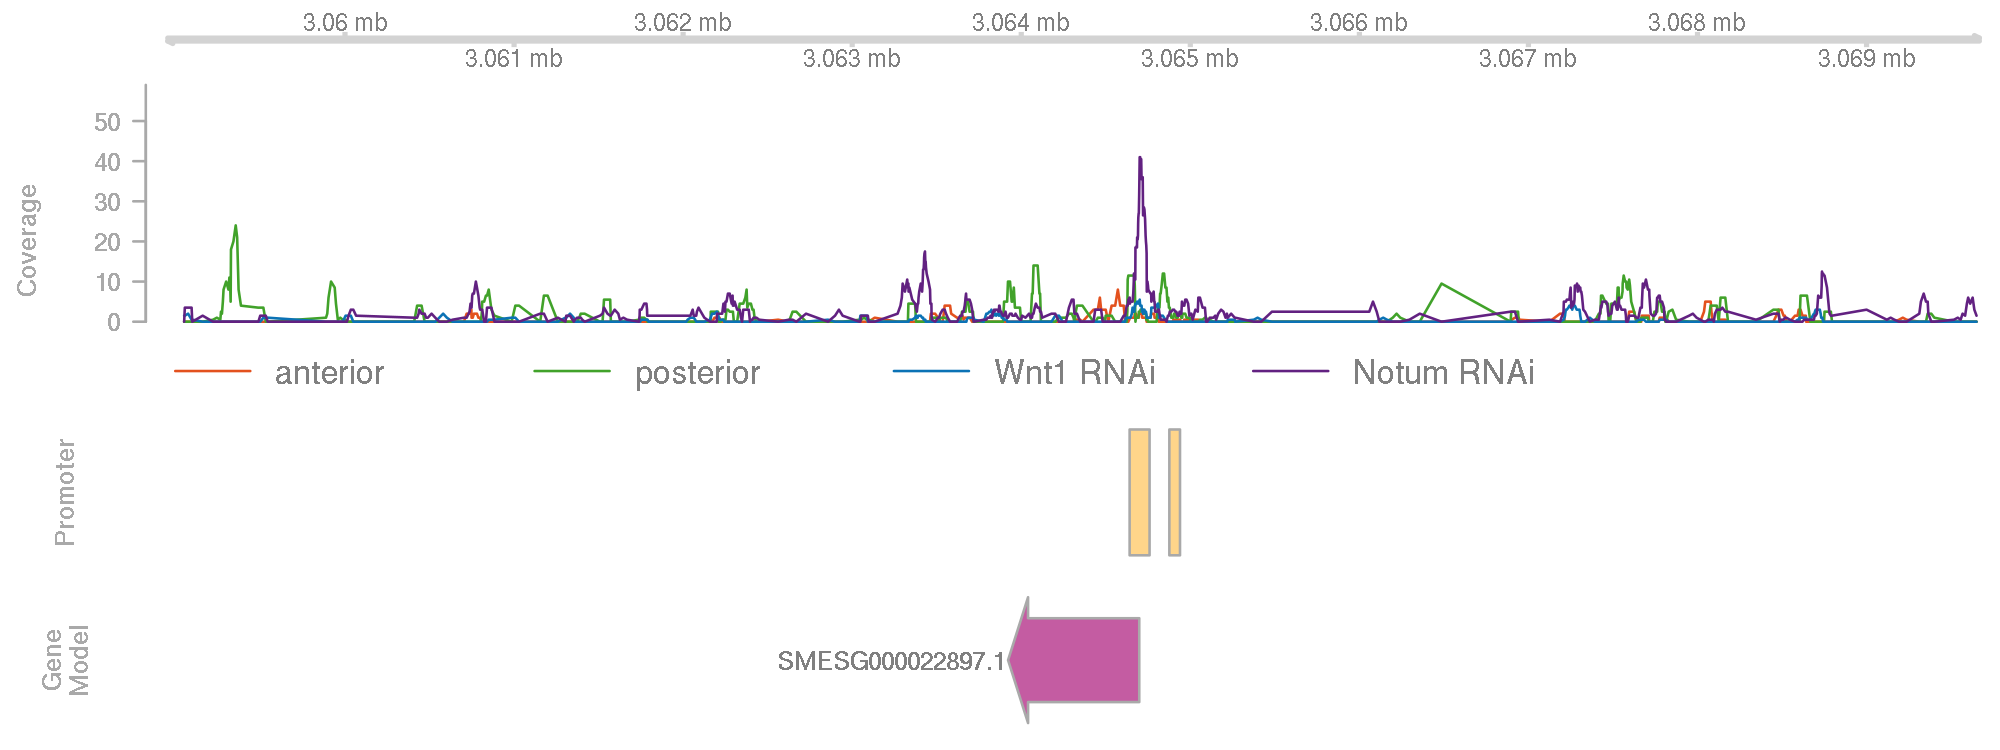 3.06 mb 3.062 mb 3.064 mb 3.066 mb 3.068 mb
3.061 mb 3.063 mb 3.065 mb 3.067 mb 3.069 mb
Coverage
50
40
30
20
10
0
anterior posterior Wnt1 RNAi Notum RNAi
Promoter
Gene
Model
SMESG000022897.1